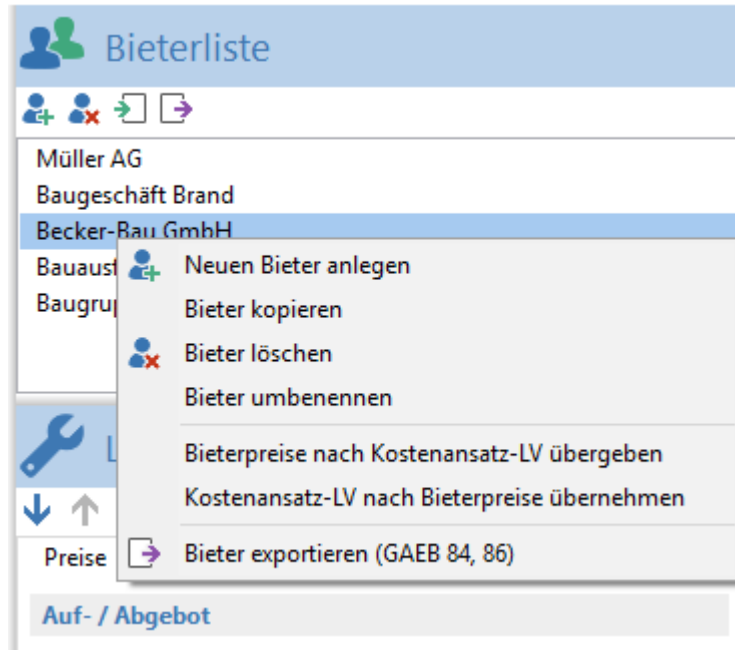 Bieterliste
Müller AG
Baugeschäft Brand
Becker-Bau GmbH
Neuen Bieter anlegen
Bieter kopieren
Bieter löschen
Bieter umbenennen
Bieterpreise nach Kostenansatz-LV übergeben
Kostenansatz-LV nach Bieterpreise übernehmen
Preise
Bieter exportieren (GAEB 84, 86)
Auf- / Abgebot